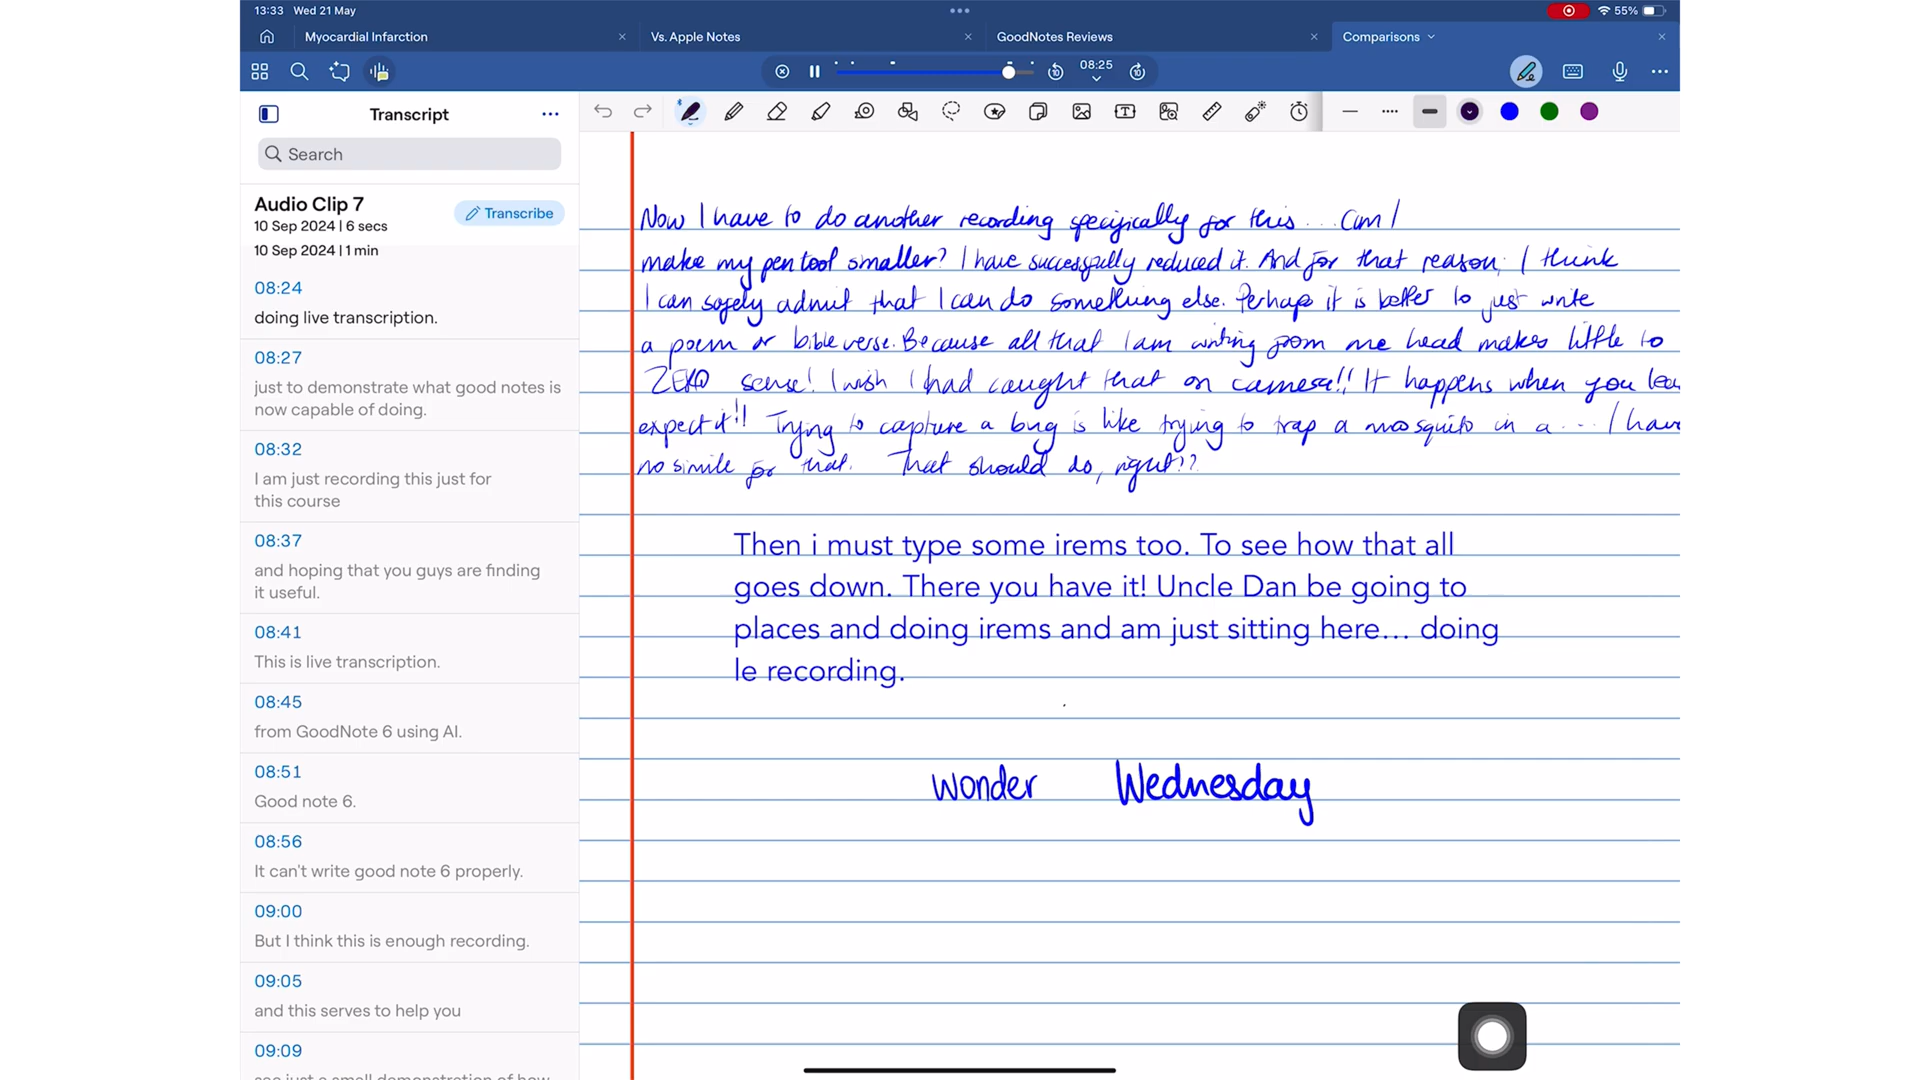 13:33 Wed 21 May
55%
Myocardial Infarction
Vs. Apple Notes
GoodNotes Reviews
Comparisons
08:25
Transcript
Search
Audio Clip 7
Transcribe
10 Sep 2024 | 6 secs
10 Sep 2024 | 1 min
08:24
doing live transcription.
08:27
just to demonstrate what good notes is
now capable of doing.
08:32
I am just recording this just for
this course
08:37
and hoping that you guys are finding
it useful.
08:41
This is live transcription.
08:45
from GoodNote 6 using AI.
08:51
Good note 6.
08:56
It can't write good note 6 properly.
09:00
But I think this is enough recording.
09:05
and this serves to help you
09:09
see just a small demonstration of how
Now I have to do another recording specifically for this... Can I
make my pen tool smaller? I have successfully reduced it. And for that reason, I think
I can safely admit that I can do something else. Perhaps it is better to just write
a poem or bible verse. Because all that I am writing from me head makes little to
ZERO sense! I wish I had caught that on camera!! It happens when you leas
expect it!! Trying to capture a bug is like trying to trap a mosquito in a... I have
no simile for that. That should do, right??
Then i must type some irems too. To see how that all
goes down. There you have it! Uncle Dan be going to
places and doing irems and am just sitting here... doing
le recording.
wonder Wednesday